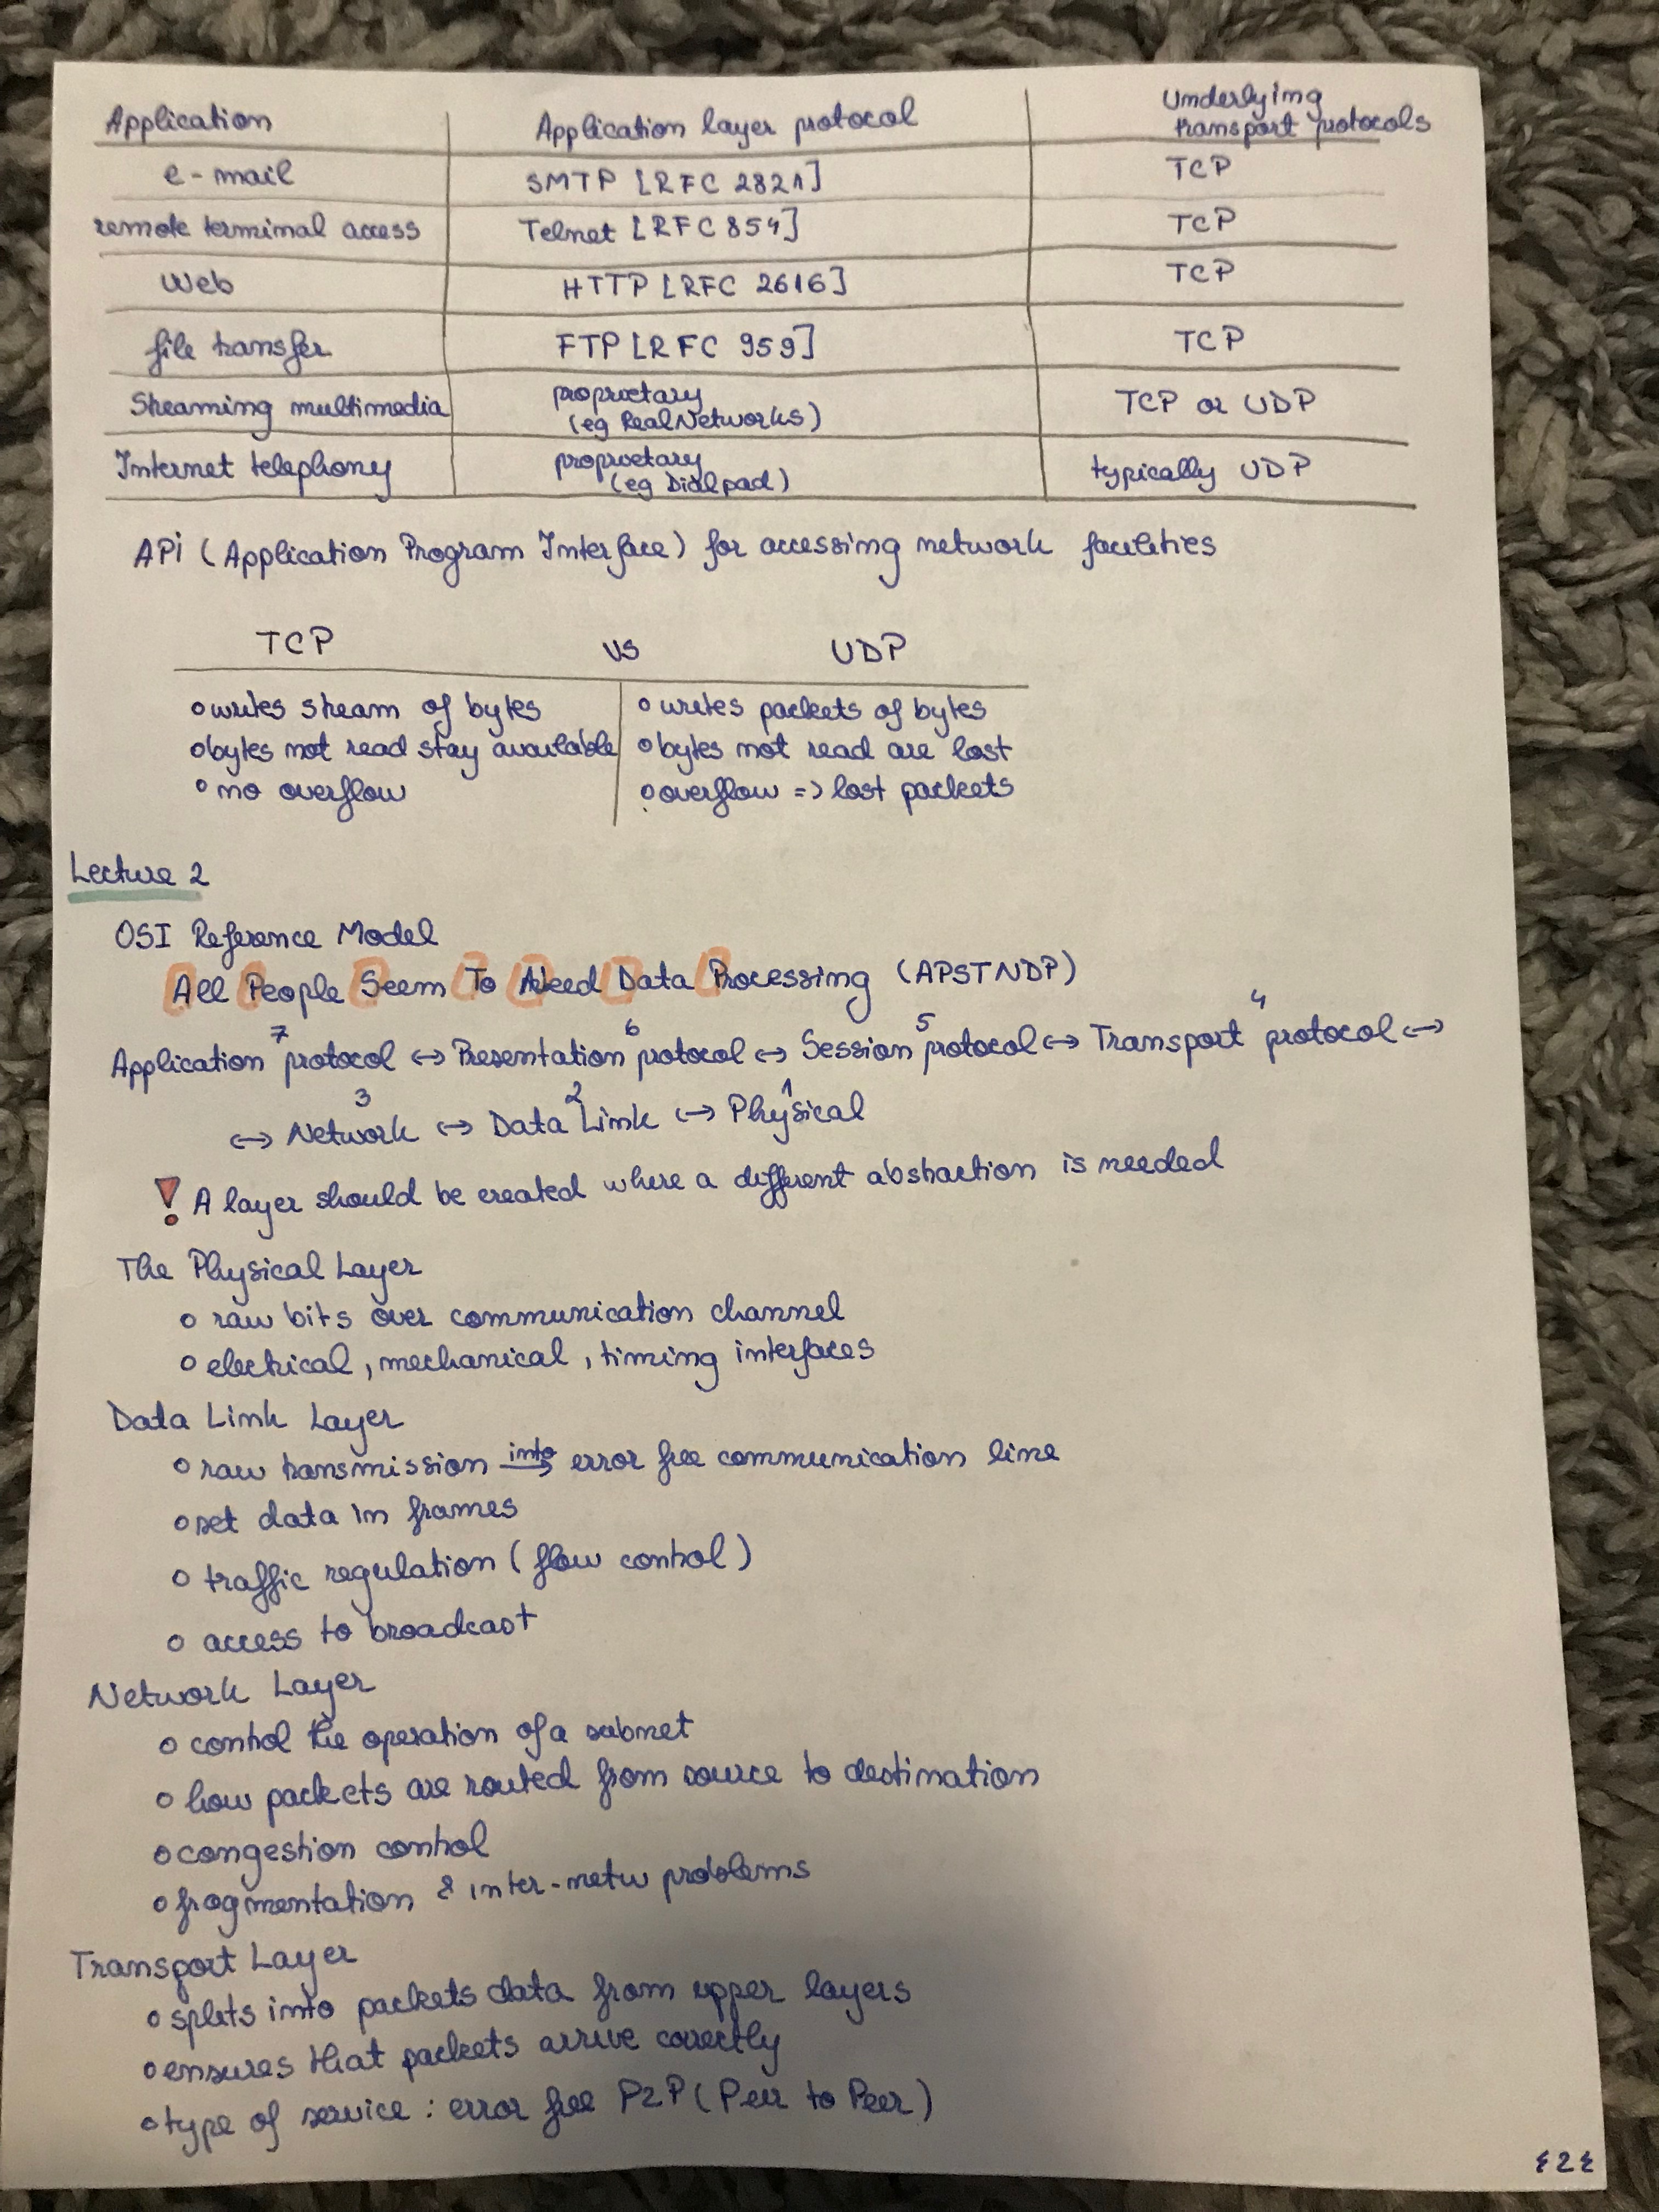 Application | Application layer protocol | Underlying transport protocols
e-mail | SMTP [RFC 2821] | TCP
remote terminal access | Telnet [RFC 854] | TCP
Web | HTTP [RFC 2616] | TCP
file transfer | FTP [RFC 959] | TCP
Streaming multimedia | proprietary (eg RealNetworks) | TCP or UDP
Internet telephony | proprietary (eg Dialpad) | typically UDP
API (Application Program Interface) for accessing network facilities
TCP vs UDP
o writes stream of bytes | o writes packets of bytes
o bytes not read stay available | o bytes not read are lost
o no overflow | o overflow => lost packets
Lecture 2
OSI Reference Model
All People Seem To Need Data Processing (APSTNDP)
Application 7 protocol ↔ Presentation 6 protocol ↔ Session 5 protocol ↔ Transport 4 protocol ↔
↔ Network 3 ↔ Data Link 2 ↔ Physical 1
! A layer should be created where a different abstraction is needed
The Physical Layer
o raw bits over communication channel
o electrical, mechanical, timing interfaces
Data Link Layer
o raw transmission into → error free communication line
o set data in frames
o traffic regulation (flow control)
o access to broadcast
Network Layer
o control the operation of a subnet
o how packets are routed from source to destination
o congestion control
o fragmentation & inter-netw problems
Transport Layer
o splits into packets data from upper layers
o ensures that packets arrive correctly
o type of service: error free P2P (Peer to Peer)
{2{